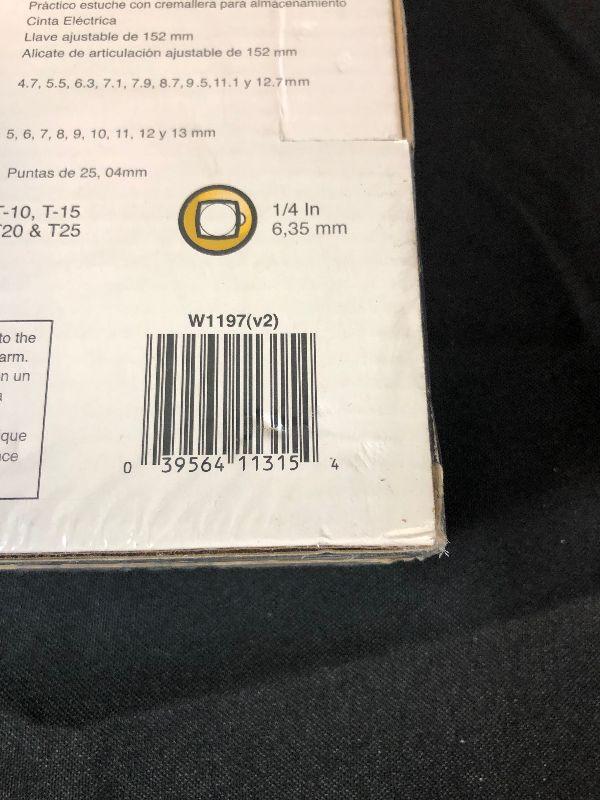 Práctico estuche con cremallera para almacenamiento
Cinta Eléctrica
Llave ajustable de 152 mm
Alicate de articulación ajustable de 152 mm
4.7, 5.5, 6.3, 7.1, 7.9, 8.7, 9.5, 11.1 y 12.7mm
5, 6, 7, 8, 9, 10, 11, 12 y 13 mm
Puntas de 25, 04mm
T-10, T-15
T20 & T25
1/4 In
6,35 mm
W1197(v2)
to the
arm.
n un
que
ce
0 39564 11315 4